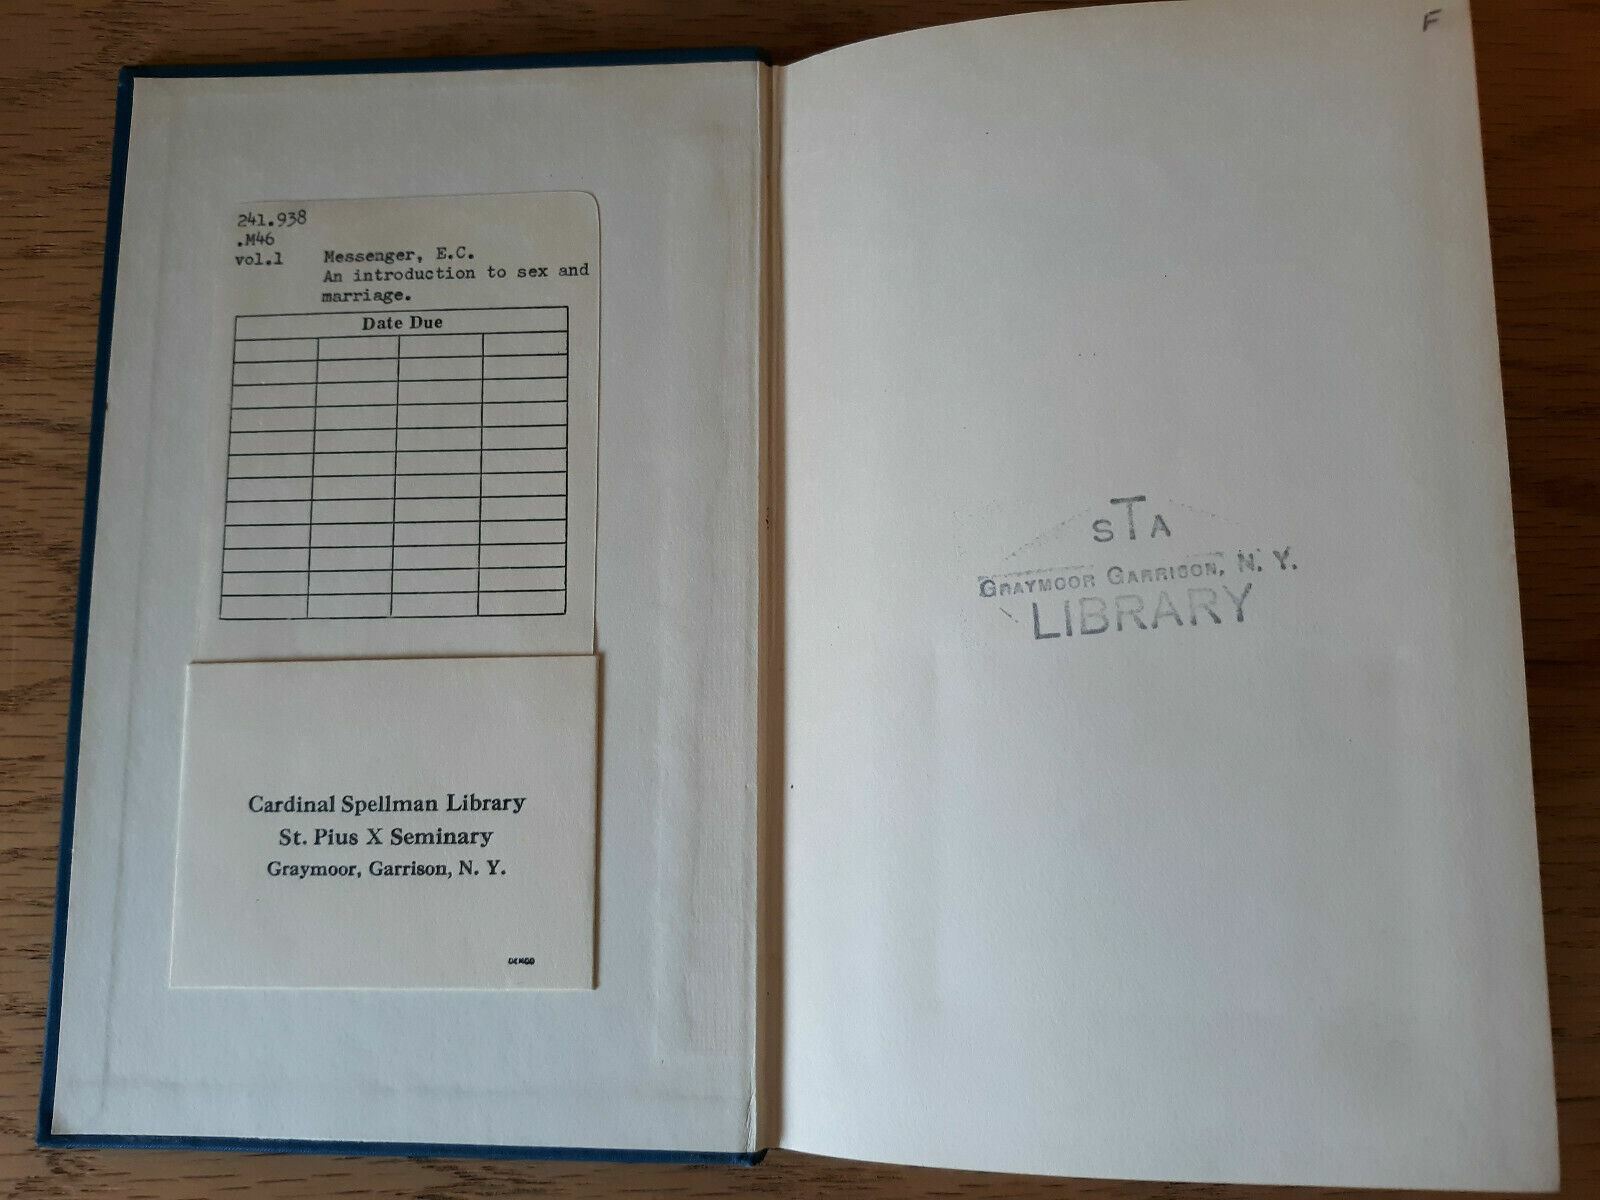 241.938
.M46
vol.1 Messenger, E.C.
An introduction to sex and
marriage.
Date Due
Cardinal Spellman Library
St. Pius X Seminary
Graymoor, Garrison, N. Y.
DEMCO
F
STA
GRAYMOOR GARRISON, N. Y.
LIBRARY